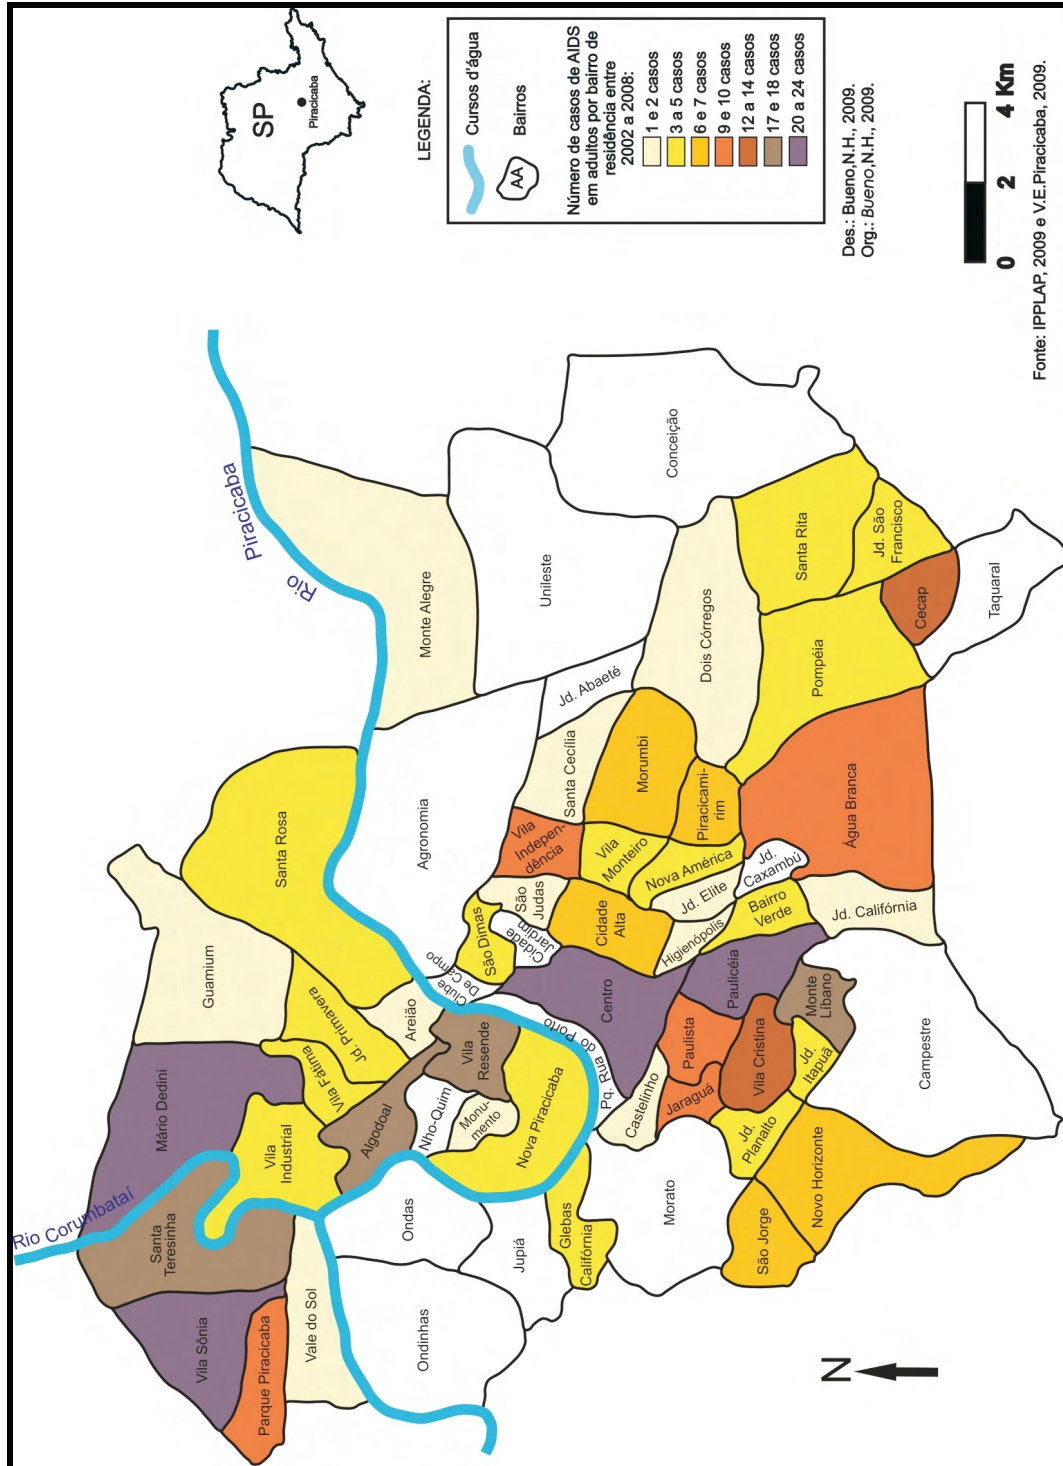 SP
Piracicaba
LEGENDA:
Cursos d'água
AA
Bairros
Número de casos de AIDS
em adultos por bairro de
residência entre
2002 a 2008:
1 e 2 casos
3 a 5 casos
6 e 7 casos
9 e 10 casos
12 a 14 casos
17 e 18 casos
20 a 24 casos
Des.: Bueno,N.H., 2009.
Org.: Bueno,N.H., 2009.
0 2 4 Km
Fonte: IPPLAP, 2009 e V.E.Piracicaba, 2009.
N
Rio Corumbataí
Rio
Piracicaba
Vila Sônia
Parque Piracicaba
Santa
Teresinha
Vale do Sol
Mário Dedini
Vila
Industrial
Guamium
Vila Fátima
Jd. Primavera
Santa Rosa
Algodoal
Areião
Vila
Resende
Nho-Quim
Monu-
mento
Nova Piracicaba
Ondas
Ondinhas
Jupiá
Glebas
Califórnia
Monte Alegre
Agronomia
Unileste
Conceição
Clube
De Campo
São Dimas
Cidade
Jardim
São
Judas
Vila
Indepen-
dência
Santa Cecília
Jd. Abaeté
Pq. Rua do Porto
Centro
Cidade
Alta
Vila
Monteiro
Morumbi
Dois Córregos
Nova América
Piracicami-
rim
Castelinho
Higienópolis
Jd. Elite
Jd.
Caxambú
Bairro
Verde
Morato
Jaraguá
Paulista
Paulicéia
Vila Cristina
Monte
Líbano
Jd.
Itapuã
Jd.
Planalto
São Jorge
Novo Horizonte
Campestre
Jd. Califórnia
Água Branca
Pompéia
Santa Rita
Jd. São
Francisco
Cecap
Taquaral